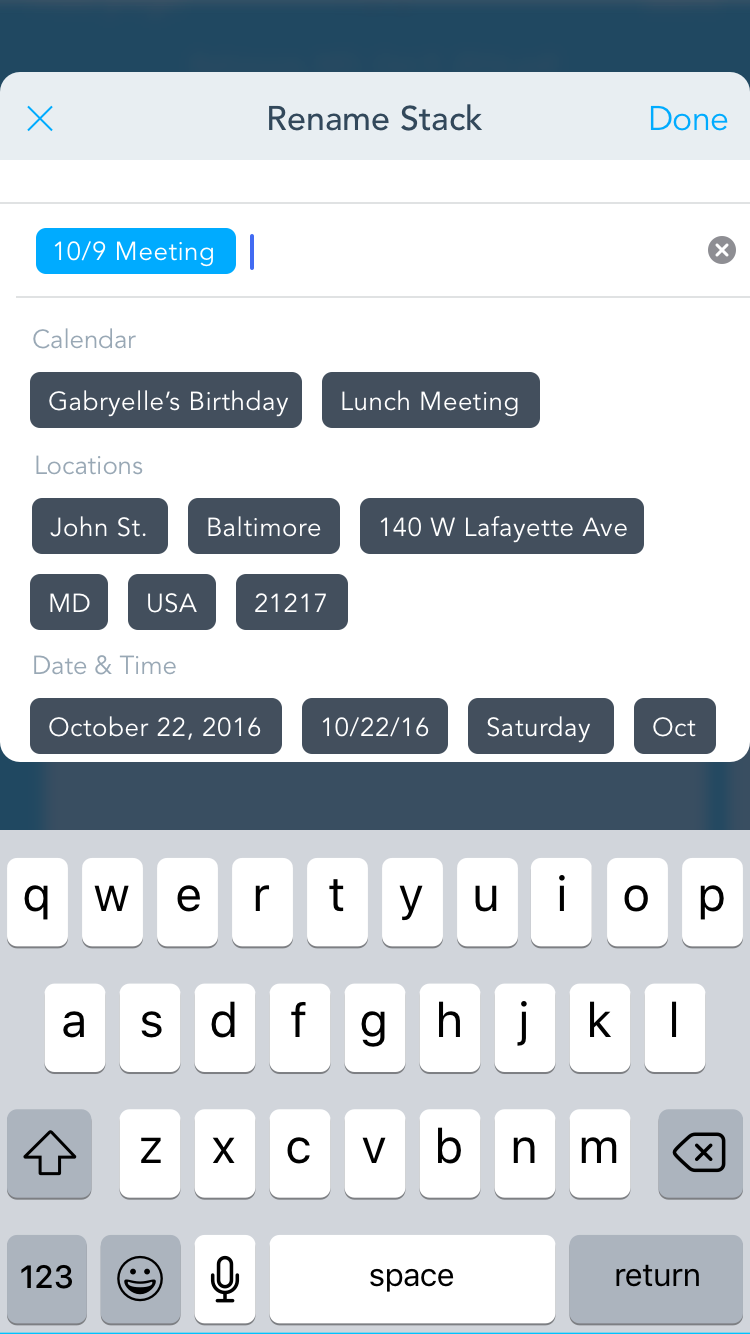 Rename Stack Done
10/9 Meeting
Calendar
Gabryelle’s Birthday Lunch Meeting
Locations
John St. Baltimore 140 W Lafayette Ave
MD USA 21217
Date & Time
October 22, 2016 10/22/16 Saturday Oct
q w e r t y u i o p
a s d f g h j k l
z x c v b n m
123 space return